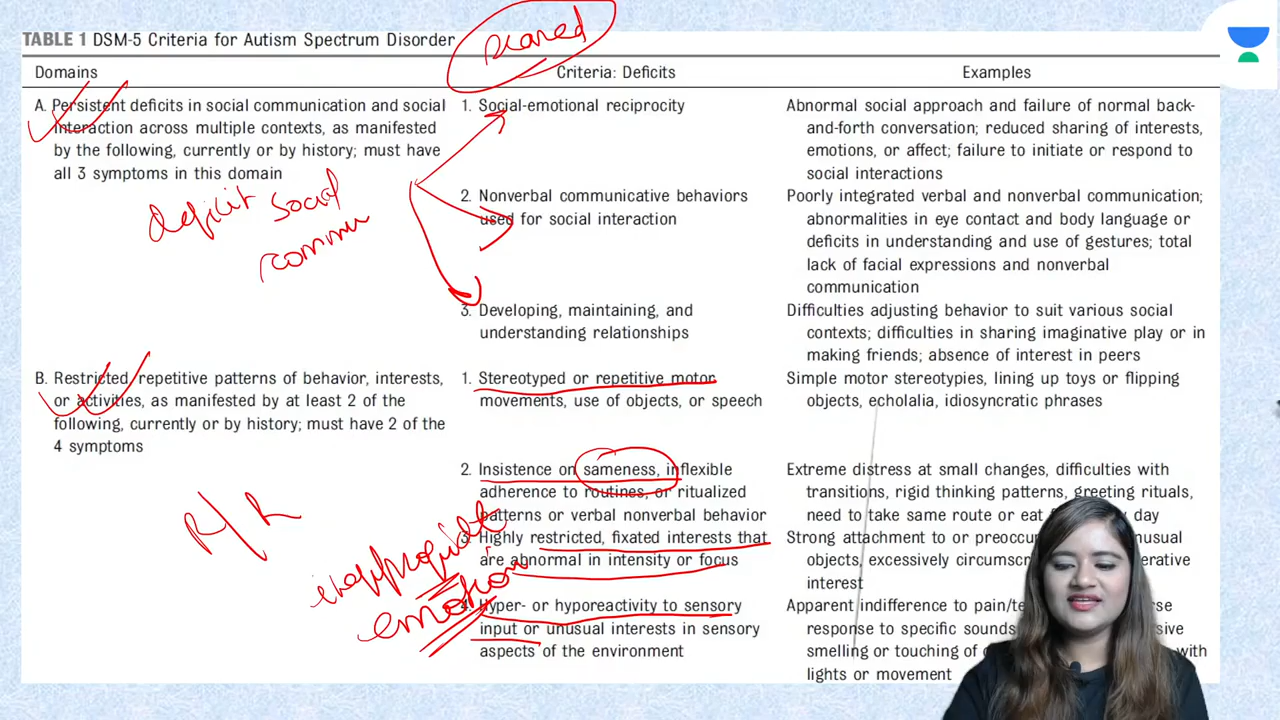 TABLE 1 DSM-5 Criteria for Autism Spectrum Disorder
scared
Domains
Criteria: Deficits
Examples
A. Persistent deficits in social communication and social
interaction across multiple contexts, as manifested
by the following, currently or by history; must have
all 3 symptoms in this domain
deficit social
commu
1. Social-emotional reciprocity
Abnormal social approach and failure of normal back-
and-forth conversation; reduced sharing of interests,
emotions, or affect; failure to initiate or respond to
social interactions
2. Nonverbal communicative behaviors
used for social interaction
Poorly integrated verbal and nonverbal communication;
abnormalities in eye contact and body language or
deficits in understanding and use of gestures; total
lack of facial expressions and nonverbal
communication
3. Developing, maintaining, and
understanding relationships
Difficulties adjusting behavior to suit various social
contexts; difficulties in sharing imaginative play or in
making friends; absence of interest in peers
B. Restricted, repetitive patterns of behavior, interests,
or activities, as manifested by at least 2 of the
following, currently or by history; must have 2 of the
4 symptoms
R/R
1. Stereotyped or repetitive motor
movements, use of objects, or speech
Simple motor stereotypies, lining up toys or flipping
objects, echolalia, idiosyncratic phrases
2. Insistence on sameness, inflexible
adherence to routines, or ritualized
patterns or verbal nonverbal behavior
Extreme distress at small changes, difficulties with
transitions, rigid thinking patterns, greeting rituals,
need to take same route or eat day
3. Highly restricted, fixated interests that
are abnormal in intensity or focus
Strong attachment to or
objects, excessively
interest
inappropriate
emotion
4. Hyper- or hyporeactivity to sensory
input or unusual interests in sensory
aspects of the environment
Apparent indifference to
response to specific sounds
smelling or touching of with
lights or movement